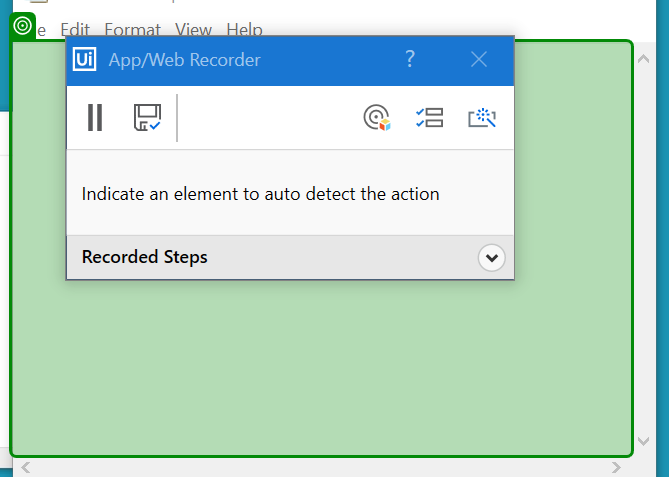 Edit Format View Help
Ui App/Web Recorder ?
Indicate an element to auto detect the action
Recorded Steps